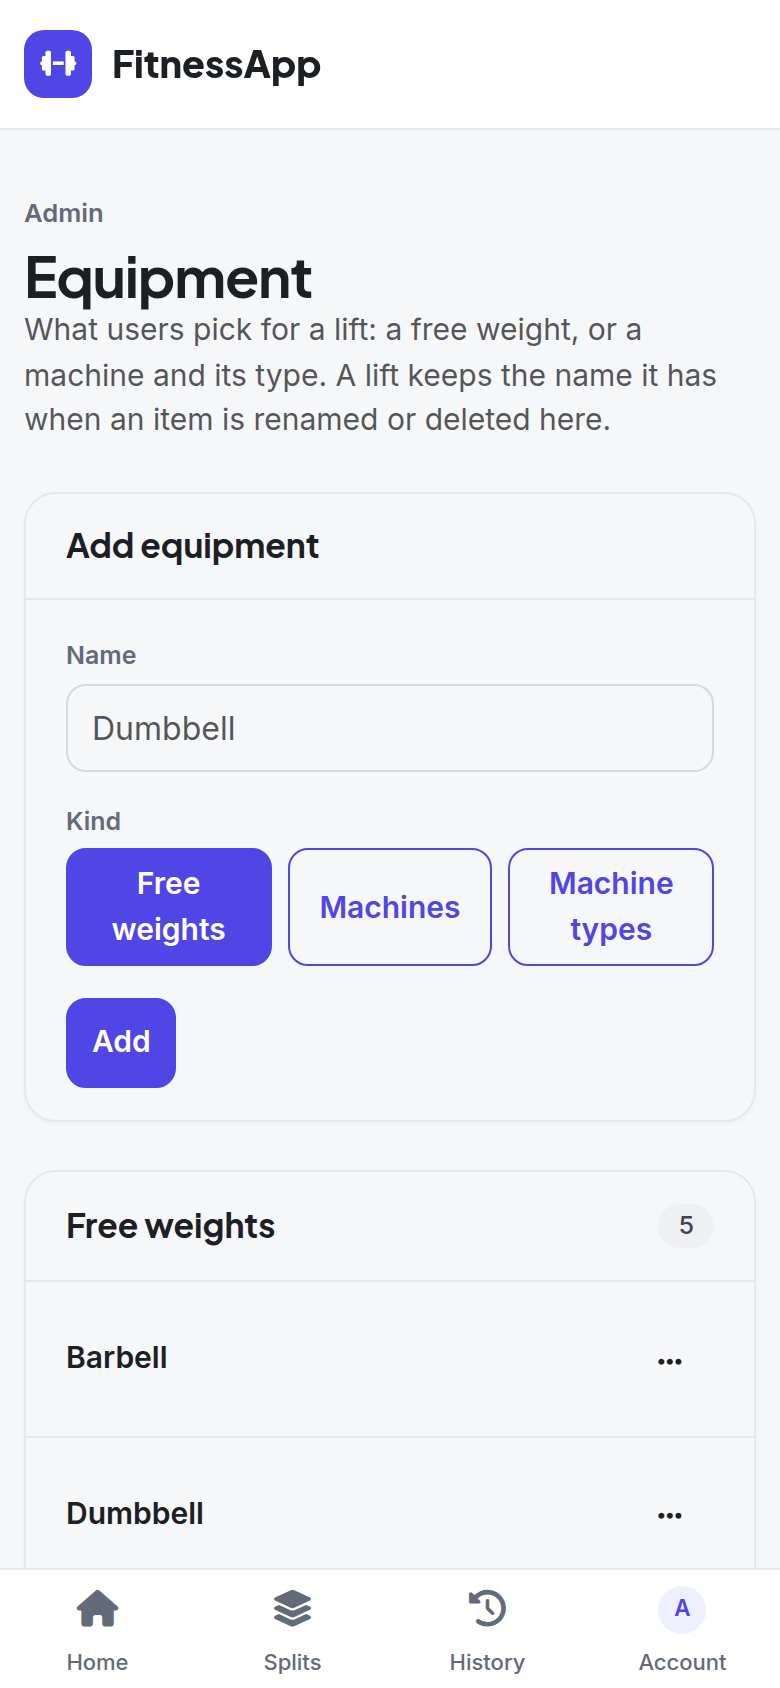 FitnessApp
Admin
Equipment
What users pick for a lift: a free weight, or a
machine and its type. A lift keeps the name it has
when an item is renamed or deleted here.
Add equipment
Name
Dumbbell
Kind
Free
weights
Machines
Machine
types
Add
Free weights
5
Barbell
...
Dumbbell
...
Home
Splits
History
A
Account